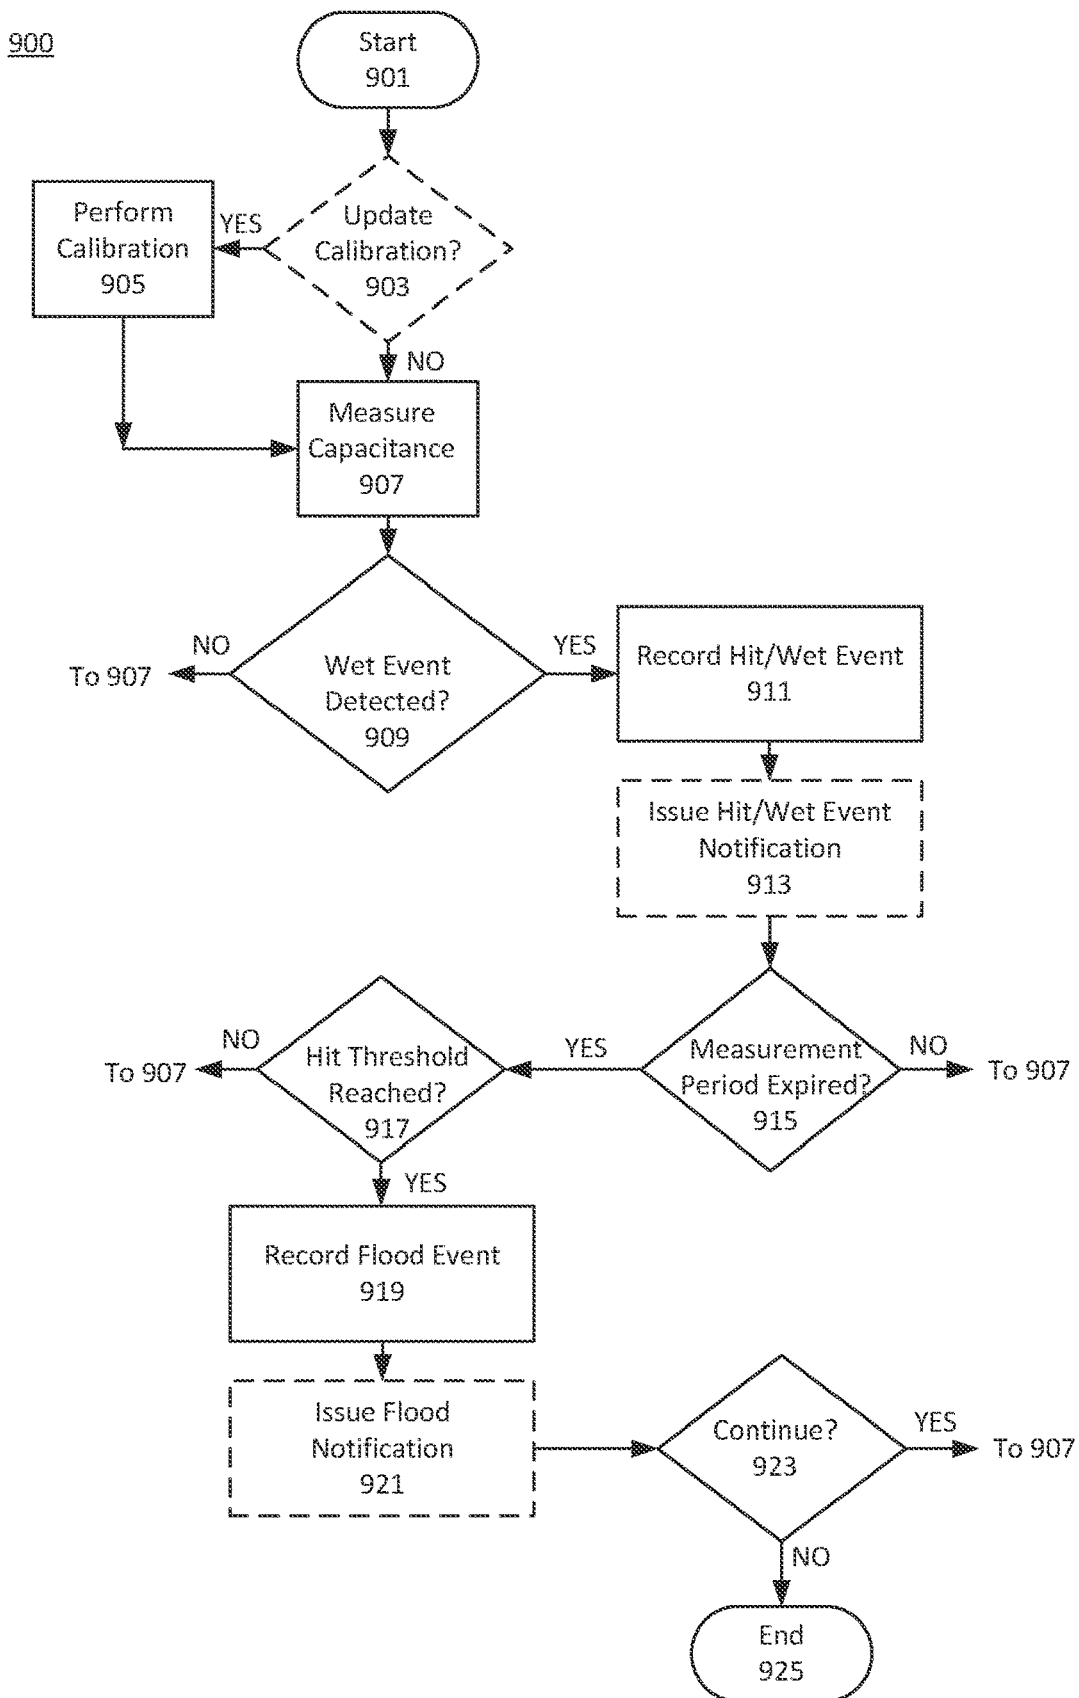 900
Start
901
Update
Calibration?
903
YES
Perform
Calibration
905
NO
Measure
Capacitance
907
Wet Event
Detected?
909
NO
To 907
YES
Record Hit/Wet Event
911
Issue Hit/Wet Event
Notification
913
Measurement
Period Expired?
915
NO
To 907
YES
Hit Threshold
Reached?
917
NO
To 907
YES
Record Flood Event
919
Issue Flood
Notification
921
Continue?
923
YES
To 907
NO
End
925